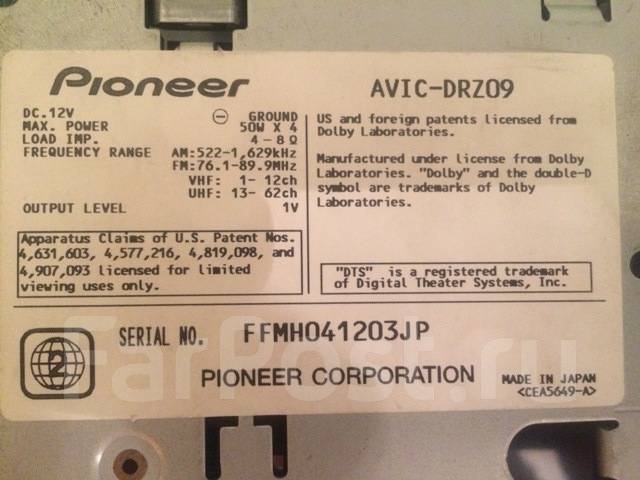 Pioneer
AVIC-DRZ09
DC.12V ⊖ GROUND
MAX. POWER 50W X 4
LOAD IMP. 4-8Ω
FREQUENCY RANGE AM:522-1,629kHz
FM:76.1-89.9MHz
VHF: 1- 12ch
UHF: 13- 62ch
OUTPUT LEVEL 1V
Apparatus Claims of U.S. Patent Nos.
4,631,603, 4,577,216, 4,819,098, and
4,907,093 licensed for limited
viewing uses only.
US and foreign patents licensed from
Dolby Laboratories.
Manufactured under license from Dolby
Laboratories. "Dolby" and the double-D
symbol are trademarks of Dolby
Laboratories.
"DTS" is a registered trademark
of Digital Theater Systems, Inc.
2
SERIAL NO. FFMH041203JP
PIONEER CORPORATION
MADE IN JAPAN
<CEA5649-A>
FarPost.ru